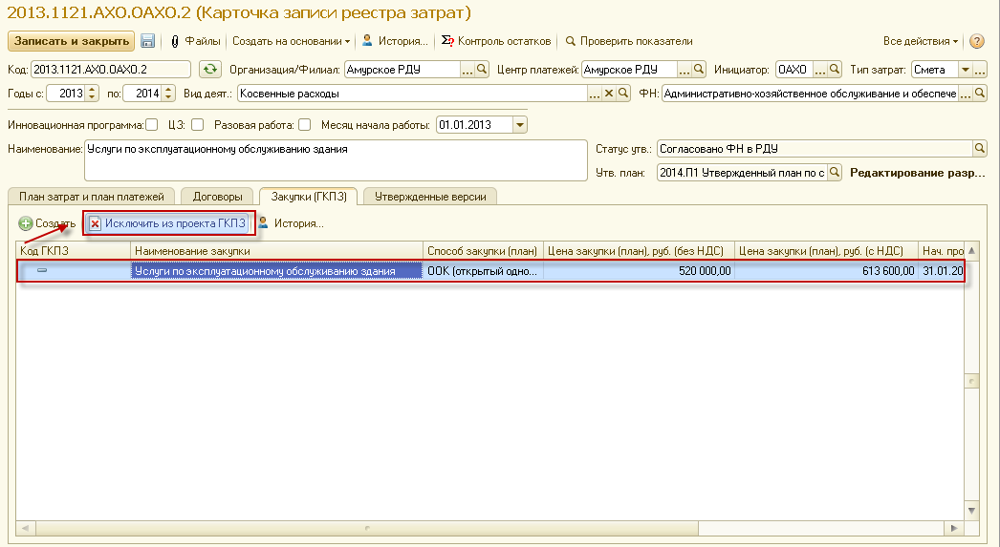 2013.1121.АХО.ОАХО.2 (Карточка записи реестра затрат)
Записать и закрыть Файлы Создать на основании История... Контроль остатков Проверить показатели Все действия ?
Код: 2013.1121.АХО.ОАХО.2 Организация/Филиал: Амурское РДУ ... Центр платежей: Амурское РДУ ... Инициатор: ОАХО ... Тип затрат: Смета ...
Годы с: 2013 по: 2014 Вид деят.: Косвенные расходы ... ФН: Административно-хозяйственное обслуживание и обеспече ...
Инновационная программа: ЦЗ: Разовая работа: Месяц начала работы: 01.01.2013
Наименование: Услуги по эксплуатационному обслуживанию здания Статус утв.: Согласовано ФН в РДУ
Утв. план: 2014.П1 Утвержденный план по с Редактирование разр...
План затрат и план платежей Договоры Закупки (ГКПЗ) Утвержденные версии
Создать Исключить из проекта ГКПЗ История...
Код ГКПЗ Наименование закупки Способ закупки (план) Цена закупки (план), руб. (без НДС) Цена закупки (план), руб. (с НДС) Нач. про
Услуги по эксплуатационному обслуживанию здания ООК (открытый одно... 520 000,00 613 600,00 31.01.20